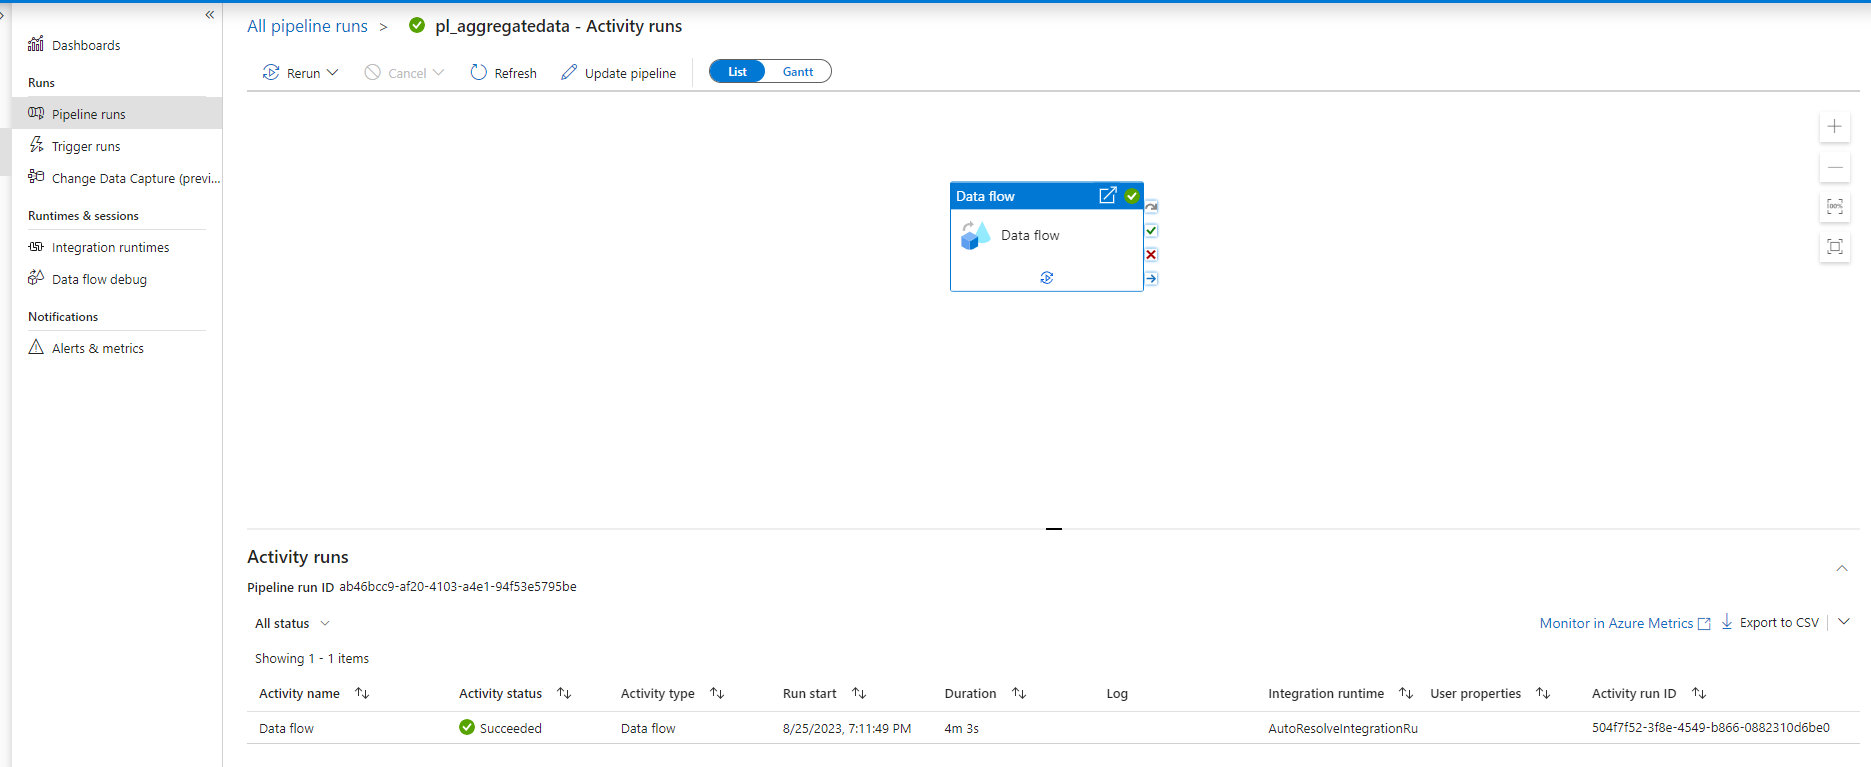 All pipeline runs > pl_aggregatedata - Activity runs
Dashboards
Runs
Pipeline runs
Trigger runs
Change Data Capture (previ...
Runtimes & sessions
Integration runtimes
Data flow debug
Notifications
Alerts & metrics
Rerun Cancel Refresh Update pipeline List Gantt
100%
Data flow
Data flow
Activity runs
Pipeline run ID ab46bcc9-af20-4103-a4e1-94f53e5795be
All status
Monitor in Azure Metrics Export to CSV
Showing 1 - 1 items
Activity name Activity status Activity type Run start Duration Log Integration runtime User properties Activity run ID
Data flow Succeeded Data flow 8/25/2023, 7:11:49 PM 4m 3s AutoResolveIntegrationRu 504f7f52-3f8e-4549-b866-0882310d6be0